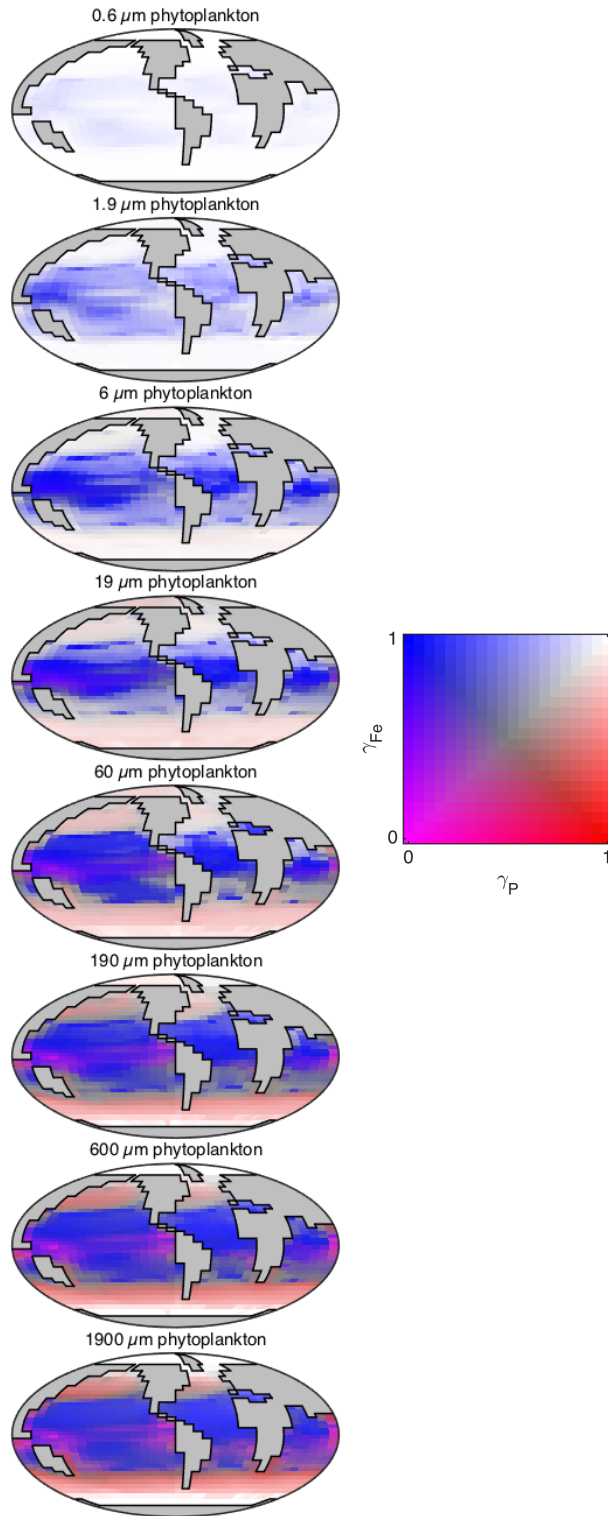 0.6 µm phytoplankton
1.9 µm phytoplankton
6 µm phytoplankton
19 µm phytoplankton
60 µm phytoplankton
190 µm phytoplankton
600 µm phytoplankton
1900 µm phytoplankton
1
γFe
0
0
1
γP